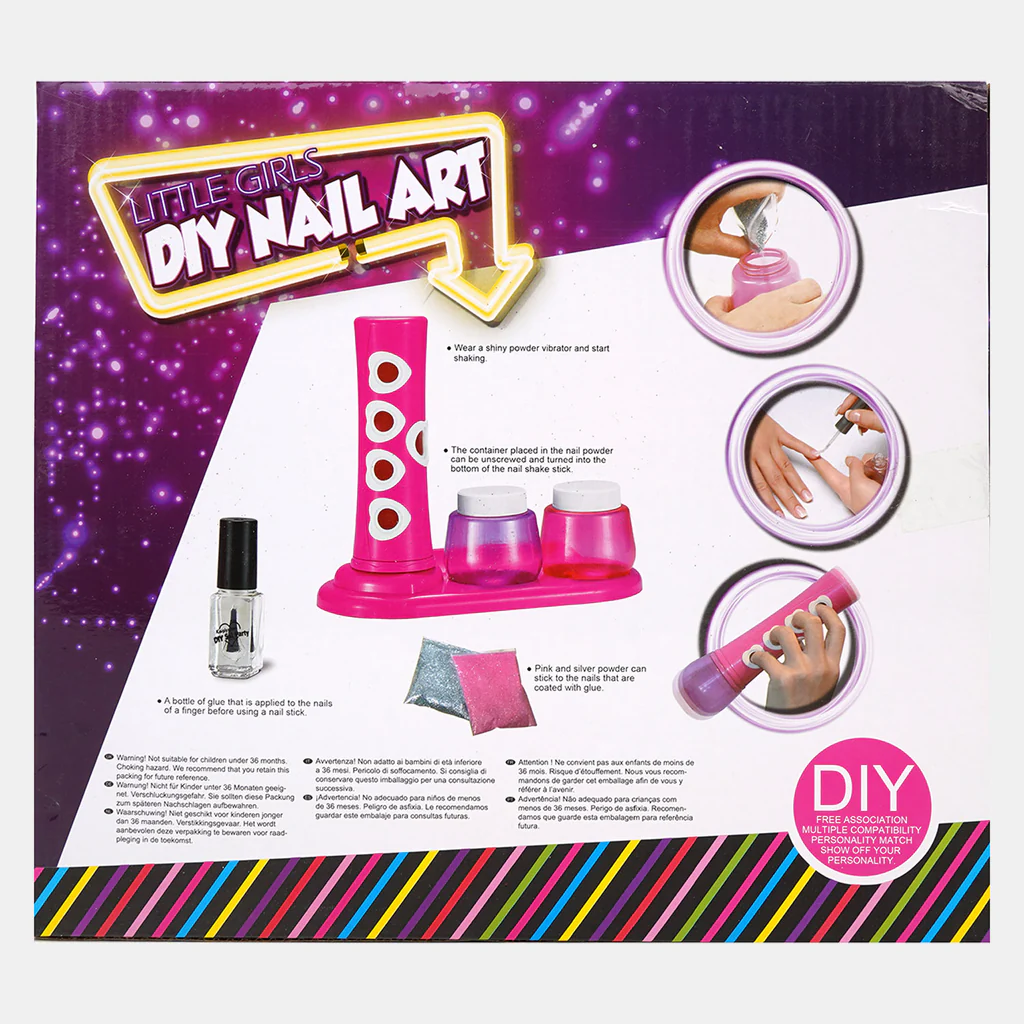 LITTLE GIRLS
DIY NAIL ART
• Wear a shiny powder vibrator and start
shaking.
• The container placed in the nail powder
can be unscrewed and turned into the
bottom of the nail shake stick.
DIY Party
• Pink and silver powder can
stick to the nails that are
coated with glue.
• A bottle of glue that is applied to the nails
of a finger before using a nail stick.
Warning! Not suitable for children under 36 months.
Choking hazard. We recommend that you retain this
packing for future reference.
Warnung! Nicht für Kinder unter 36 Monaten geeig-
net. Verschluckungsgefahr. Sie sollten diese Packung
zum späteren Nachschlagen aufbewahren.
Waarschuwing! Niet geschikt voor kinderen jonger
dan 36 maanden. Verstikkingsgevaar. Het wordt
aanbevolen deze verpakking te bewaren voor raad-
pleging in de toekomst.
Avvertenza! Non adatto ai bambini di età inferiore
a 36 mesi. Pericolo di soffocamento. Si consiglia di
conservare questo imballaggio per una consultazione
successiva.
¡Advertencia! No adecuado para niños de menos
de 36 meses. Peligro de asfixia. Le recomendamos
guardar este embalaje para consultas futuras.
Attention ! Ne convient pas aux enfants de moins de
36 mois. Risque d'étouffement. Nous vous recom-
mandons de garder cet emballage afin de vous y
référer à l'avenir.
Advertência! Não adequado para crianças com
menos de 36 meses. Perigo de asfixia. Recomen-
damos que guarde esta embalagem para referência
futura.
DIY
FREE ASSOCIATION
MULTIPLE COMPATIBILITY
PERSONALITY MATCH
SHOW OFF YOUR
PERSONALITY.